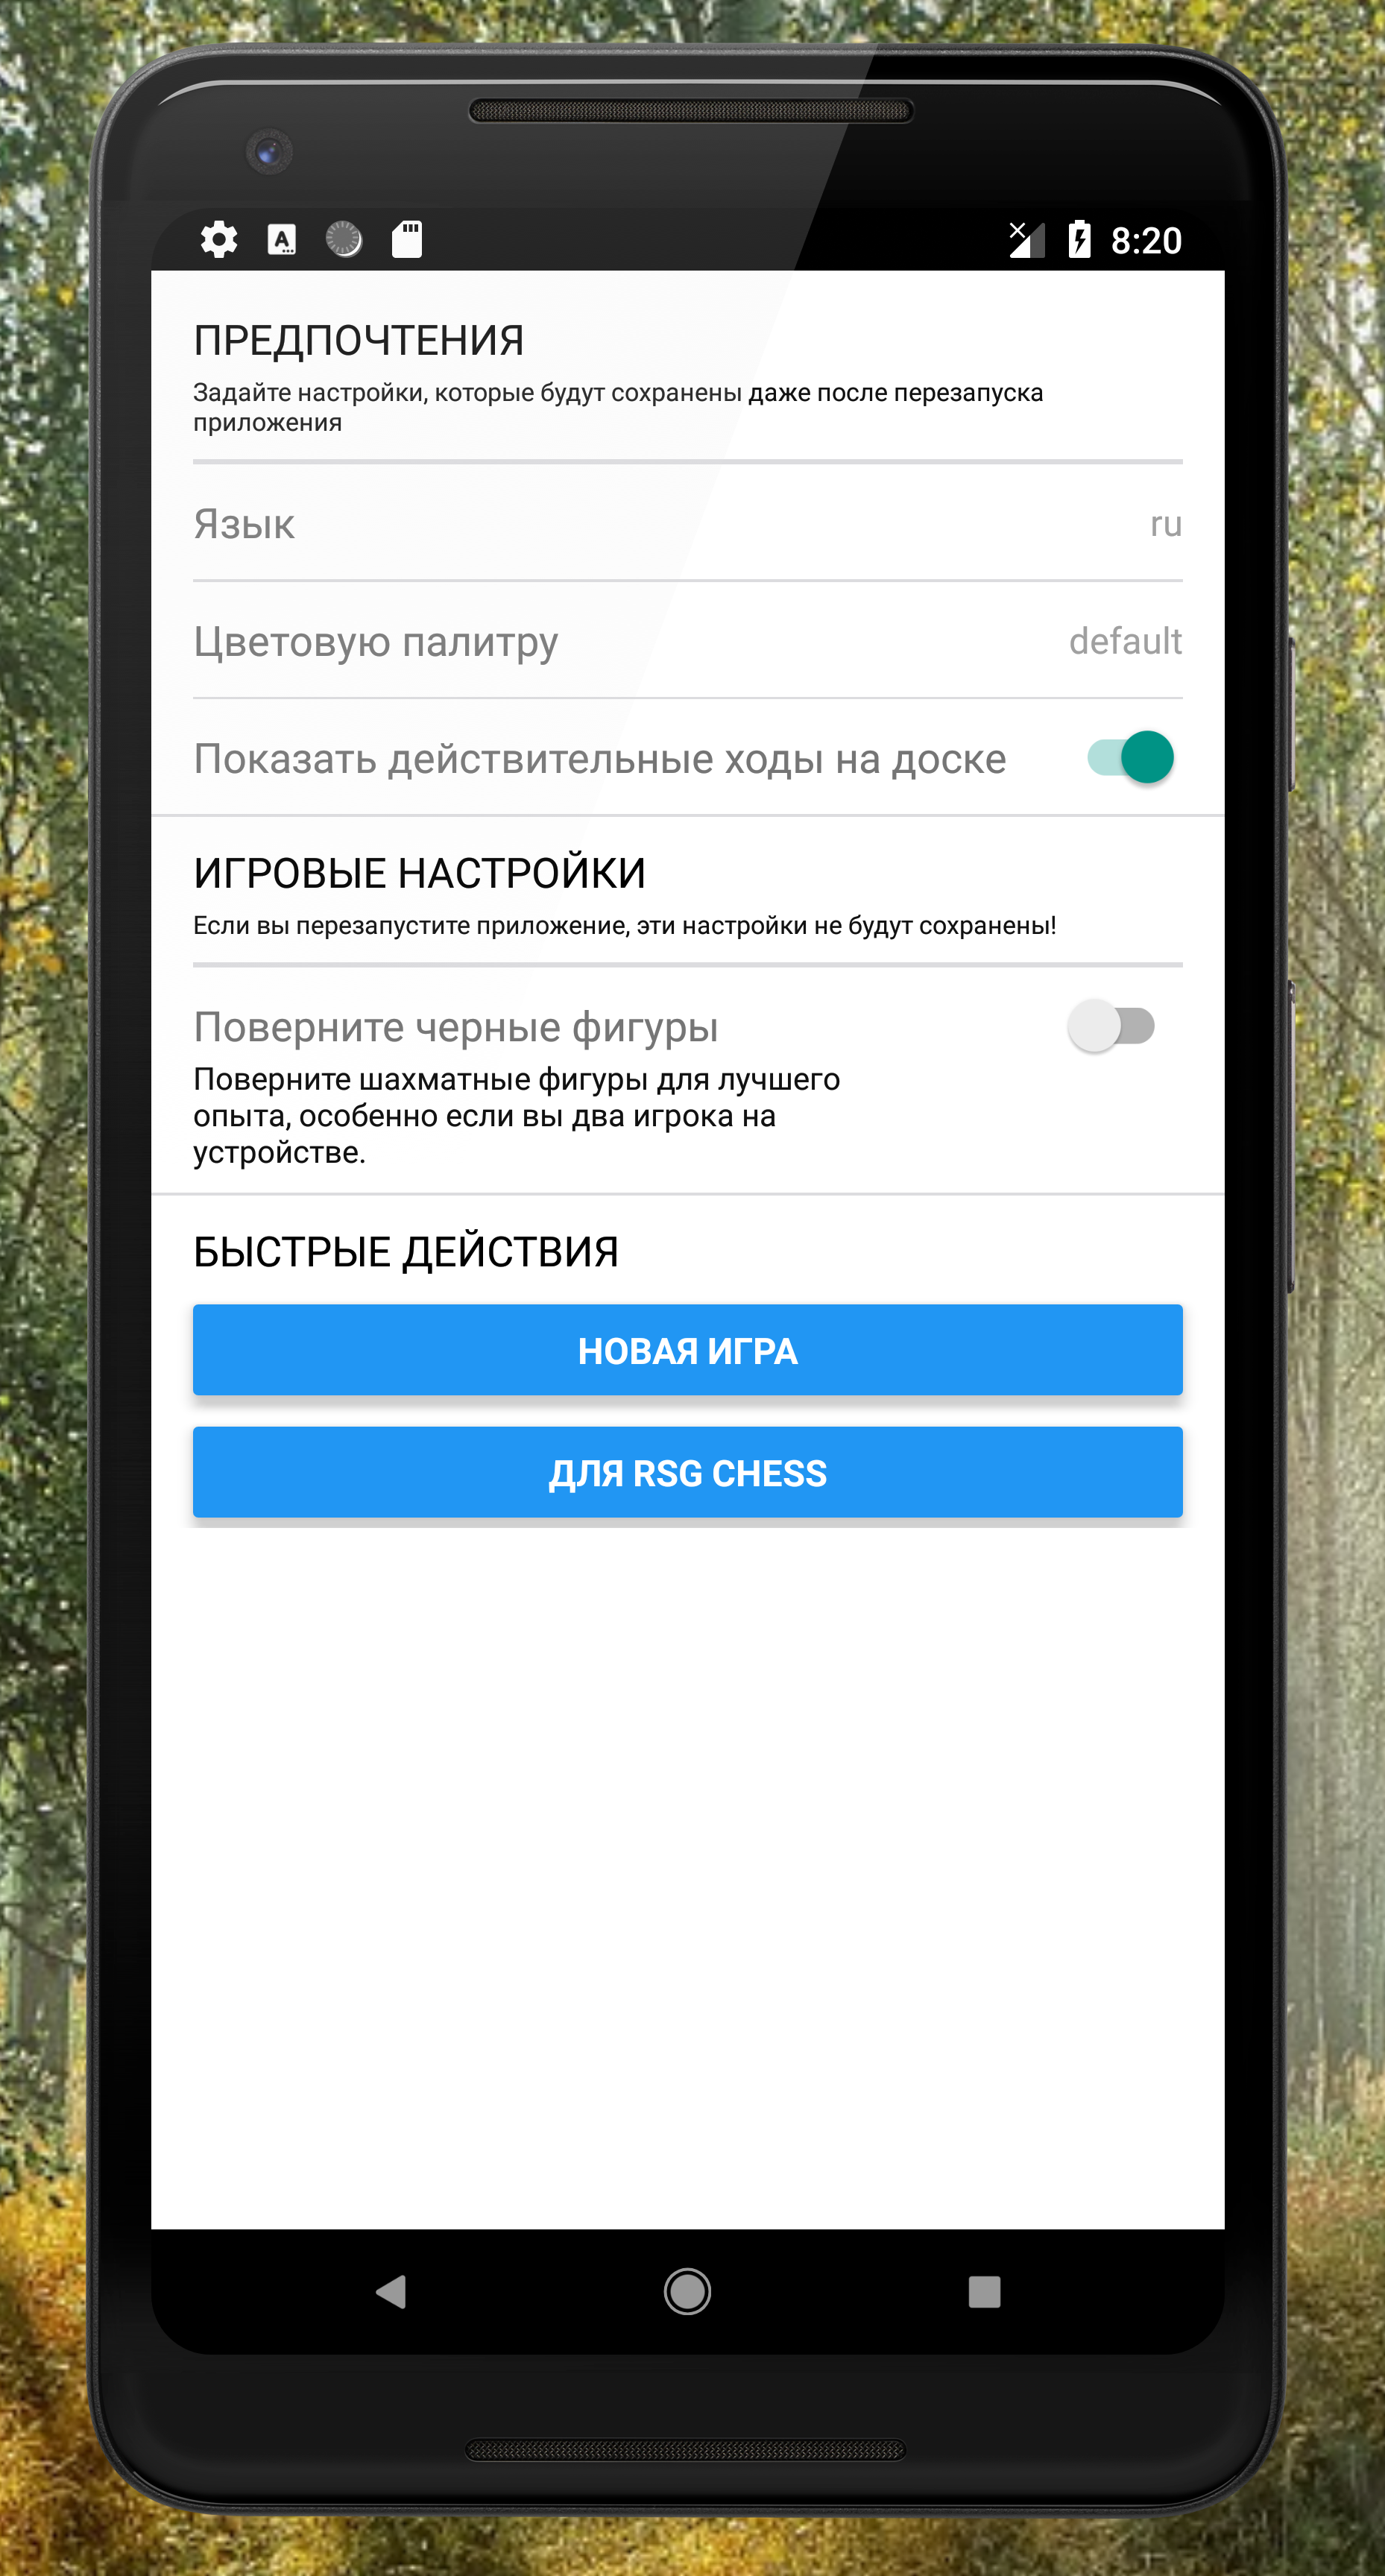 8:20
ПРЕДПОЧТЕНИЯ
Задайте настройки, которые будут сохранены даже после перезапуска
приложения
Язык ru
Цветовую палитру default
Показать действительные ходы на доске
ИГРОВЫЕ НАСТРОЙКИ
Если вы перезапустите приложение, эти настройки не будут сохранены!
Поверните черные фигуры
Поверните шахматные фигуры для лучшего
опыта, особенно если вы два игрока на
устройстве.
БЫСТРЫЕ ДЕЙСТВИЯ
НОВАЯ ИГРА
ДЛЯ RSG CHESS